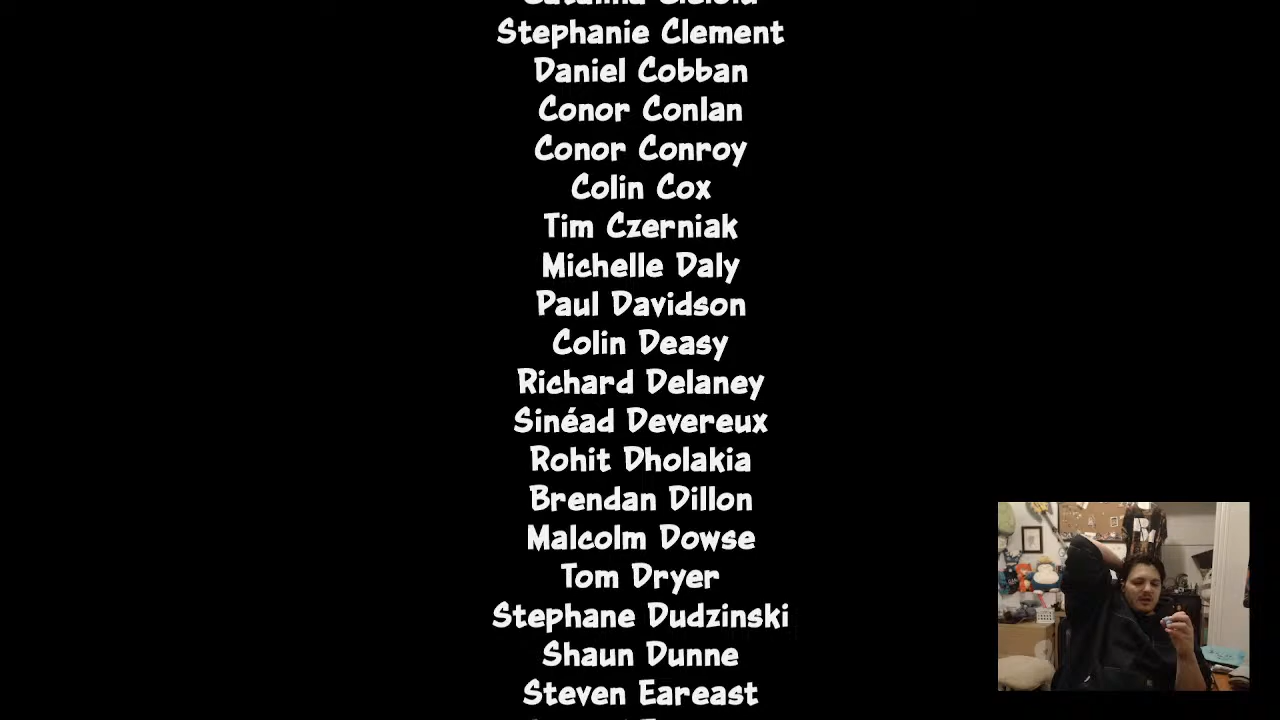 Stephanie Clement
Daniel Cobban
Conor Conlan
Conor Conroy
Colin Cox
Tim Czerniak
Michelle Daly
Paul Davidson
Colin Deasy
Richard Delaney
Sinéad Devereux
Rohit Dholakia
Brendan Dillon
Malcolm Dowse
Tom Dryer
Stephane Dudzinski
Shaun Dunne
Steven Eareast